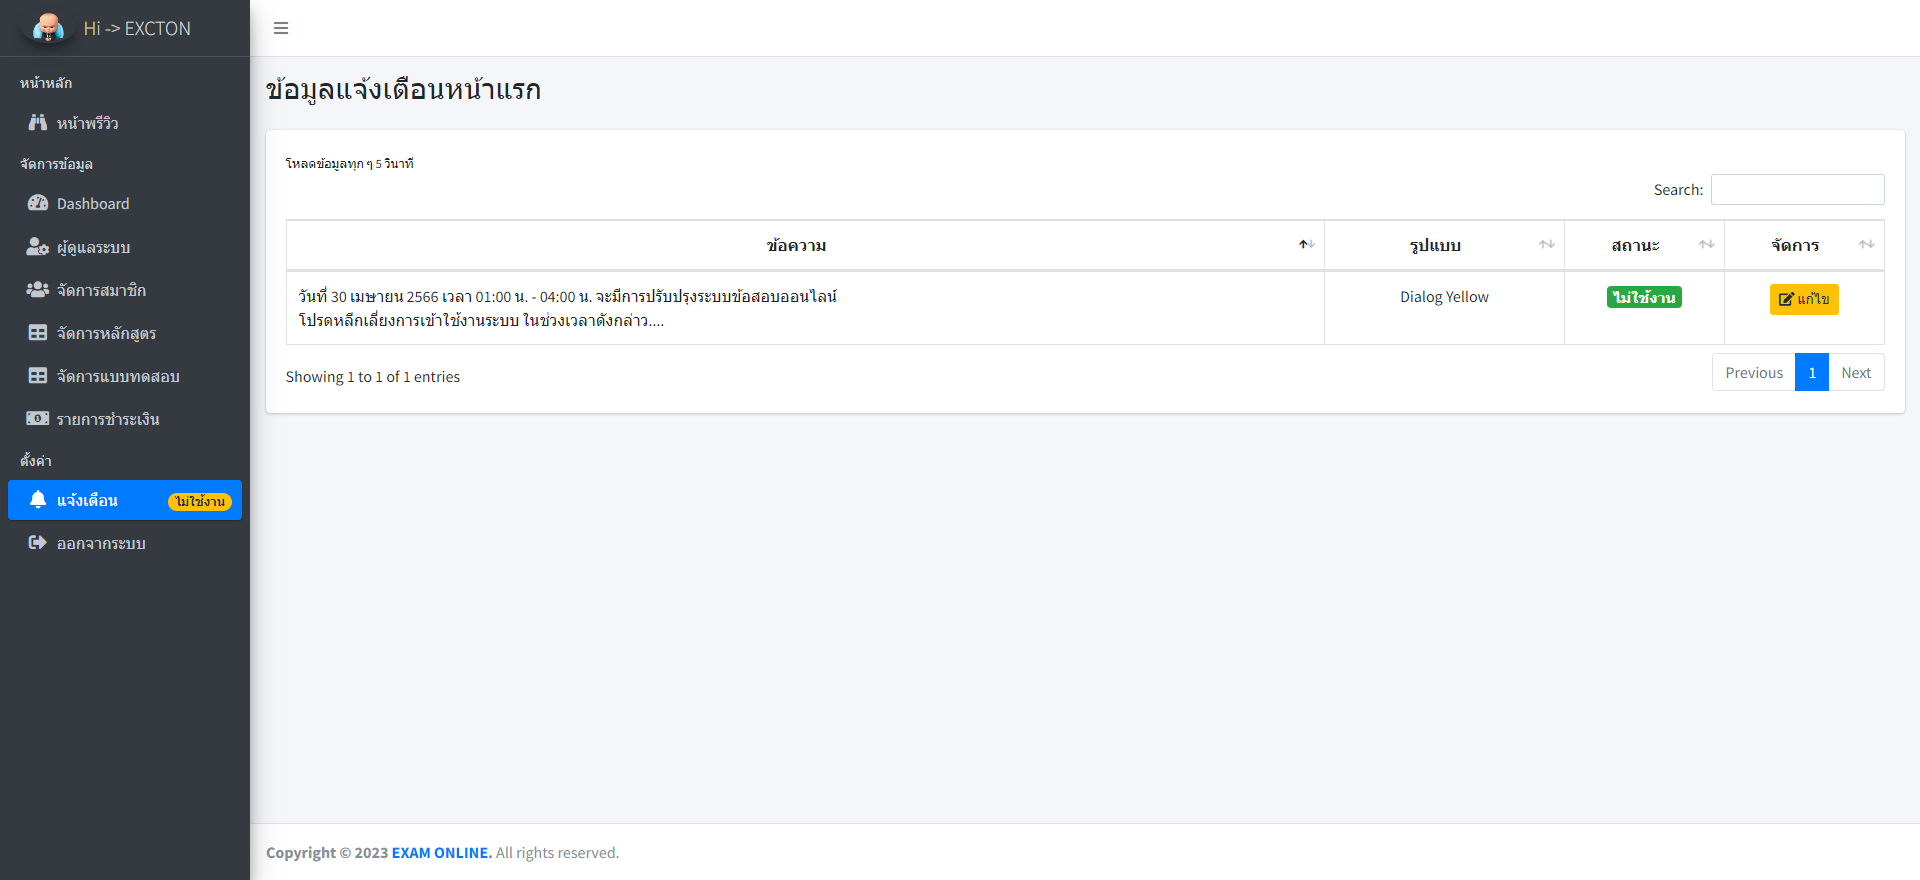 Hi -> EXCTON
หน้าหลัก
หน้าพรีวิว
จัดการข้อมูล
Dashboard
ผู้ดูแลระบบ
จัดการสมาชิก
จัดการหลักสูตร
จัดการแบบทดสอบ
รายการชำระเงิน
ตั้งค่า
แจ้งเตือน ไม่ใช้งาน
ออกจากระบบ
ข้อมูลแจ้งเตือนหน้าแรก
โหลดข้อมูลทุก ๆ 5 วินาที
Search:
ข้อความ รูปแบบ สถานะ จัดการ
วันที่ 30 เมษายน 2566 เวลา 01:00 น. - 04:00 น. จะมีการปรับปรุงระบบข้อสอบออนไลน์ Dialog Yellow ไม่ใช้งาน แก้ไข
โปรดหลีกเลี่ยงการเข้าใช้งานระบบ ในช่วงเวลาดังกล่าว....
Showing 1 to 1 of 1 entries Previous 1 Next
Copyright © 2023 EXAM ONLINE. All rights reserved.